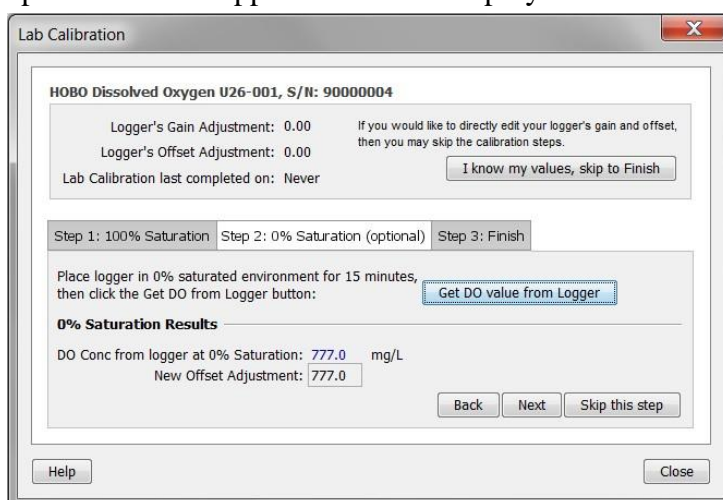 Lab Calibration
X
HOBO Dissolved Oxygen U26-001, S/N: 90000004
Logger's Gain Adjustment: 0.00
Logger's Offset Adjustment: 0.00
Lab Calibration last completed on: Never
If you would like to directly edit your logger's gain and offset,
then you may skip the calibration steps.
I know my values, skip to Finish
Step 1: 100% Saturation Step 2: 0% Saturation (optional) Step 3: Finish
Place logger in 0% saturated environment for 15 minutes,
then click the Get DO from Logger button:
Get DO value from Logger
0% Saturation Results
DO Conc from logger at 0% Saturation: 777.0 mg/L
New Offset Adjustment: 777.0
Back Next Skip this step
Help Close